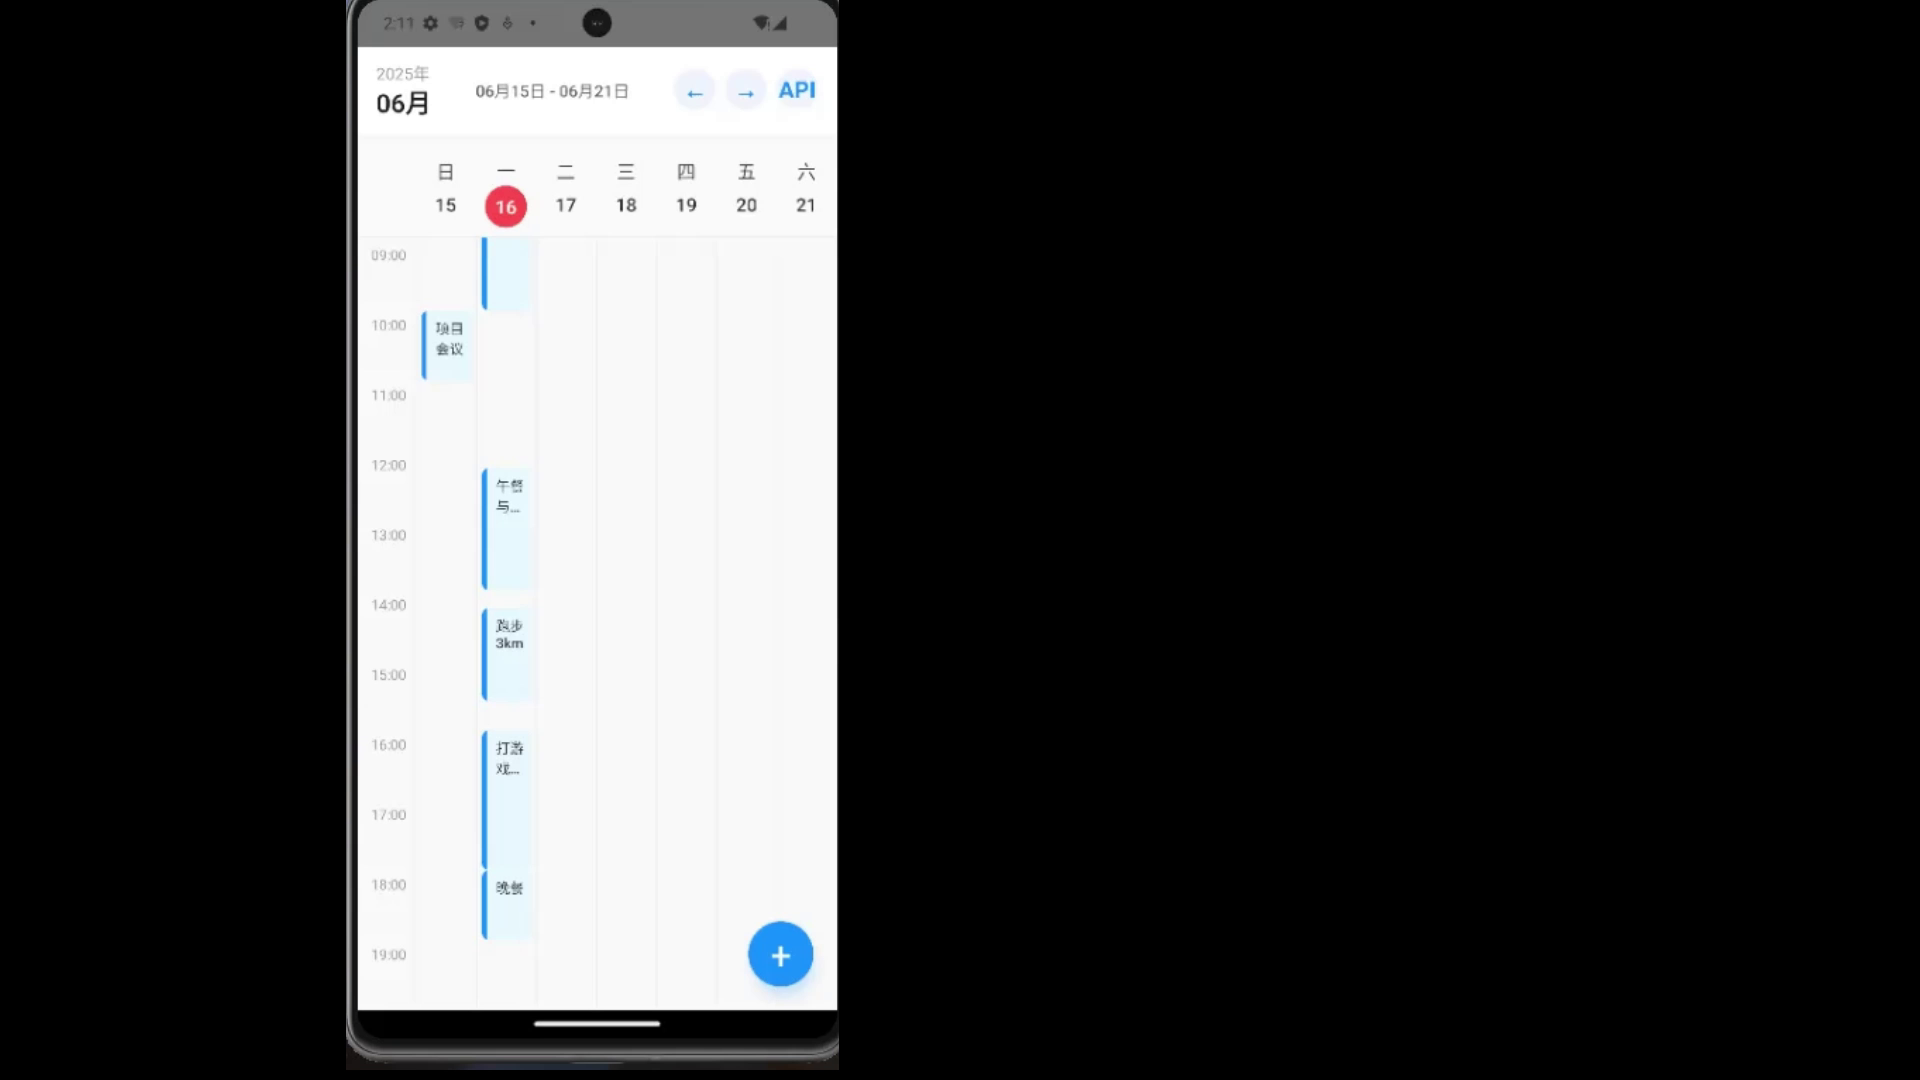 2:11
2025年
06月
06月15日 - 06月21日
← → API
日 一 二 三 四 五 六
15 16 17 18 19 20 21
09:00
10:00
项目
会议
11:00
12:00
午餐
与...
13:00
14:00
跑步
3km
15:00
16:00
打游
戏...
17:00
18:00
晚餐
19:00
+